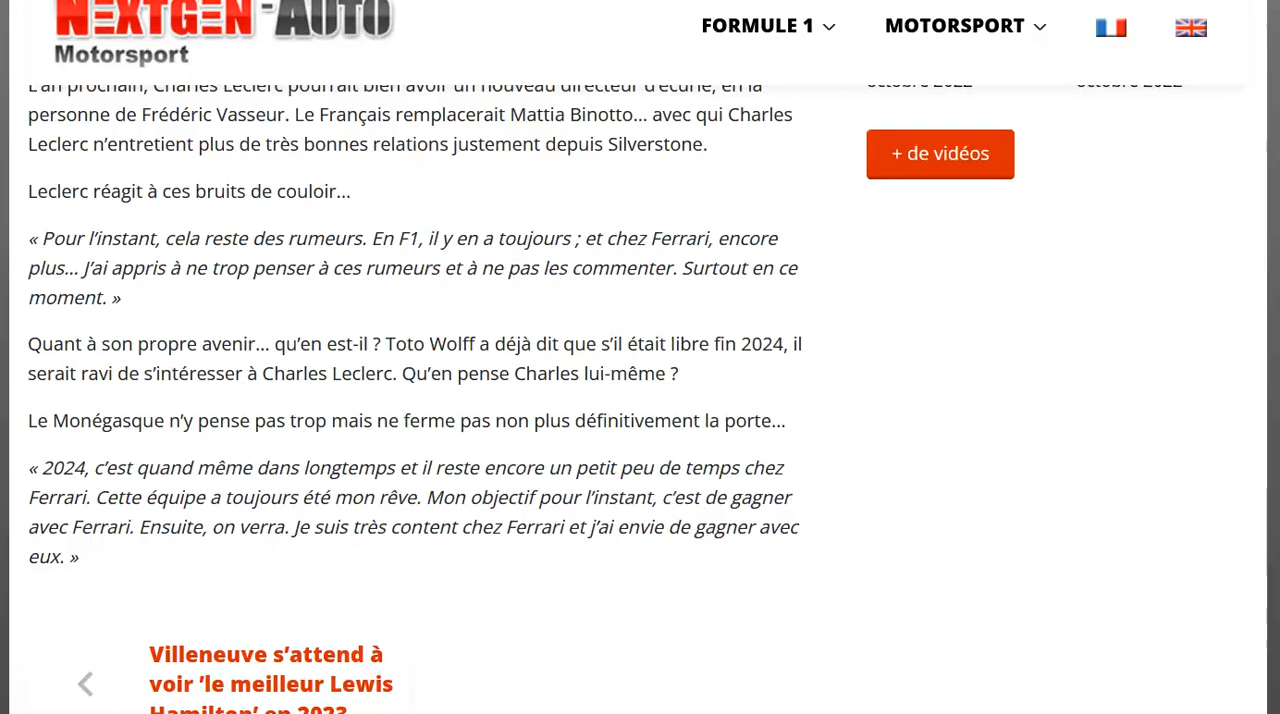 NEXTGEN-AUTO
Motorsport
FORMULE 1
MOTORSPORT
L'an prochain, Charles Leclerc pourrait bien avoir un nouveau directeur d'écurie, en la
personne de Frédéric Vasseur. Le Français remplacerait Mattia Binotto… avec qui Charles
Leclerc n’entretient plus de très bonnes relations justement depuis Silverstone.
Leclerc réagit à ces bruits de couloir…
« Pour l’instant, cela reste des rumeurs. En F1, il y en a toujours ; et chez Ferrari, encore
plus… J’ai appris à ne trop penser à ces rumeurs et à ne pas les commenter. Surtout en ce
moment. »
Quant à son propre avenir… qu’en est-il ? Toto Wolff a déjà dit que s’il était libre fin 2024, il
serait ravi de s’intéresser à Charles Leclerc. Qu’en pense Charles lui-même ?
Le Monégasque n’y pense pas trop mais ne ferme pas non plus définitivement la porte…
« 2024, c’est quand même dans longtemps et il reste encore un petit peu de temps chez
Ferrari. Cette équipe a toujours été mon rêve. Mon objectif pour l’instant, c’est de gagner
avec Ferrari. Ensuite, on verra. Je suis très content chez Ferrari et j’ai envie de gagner avec
eux. »
octobre 2022
octobre 2022
+ de vidéos
Villeneuve s’attend à
voir ’le meilleur Lewis
Hamilton’ en 2023